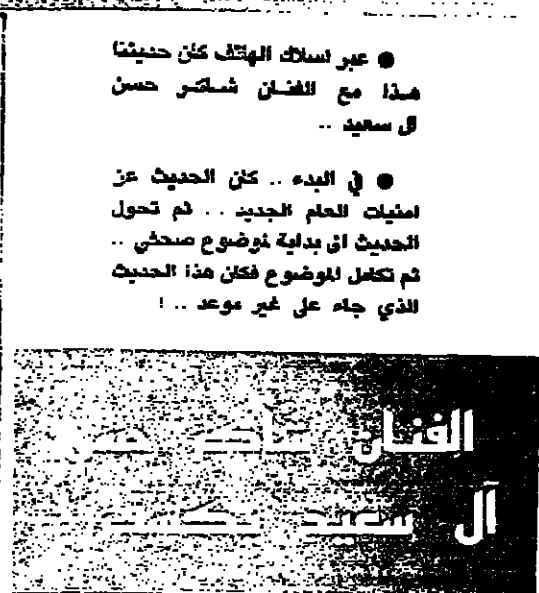 ● عبر اسلاك الهاتف كان حديثنا
هذا مع الفنان شاكر حسن
آل سعيد ..
● في البدء .. كان الحديث عن
امنيات العام الجديد .. ثم تحول
الحديث الى بداية لموضوع صحفي ..
ثم تكامل الموضوع فكان هذا الحديث
الذي جاء على غير موعد .. !
الفنان شاكر حسن
آل سعيد